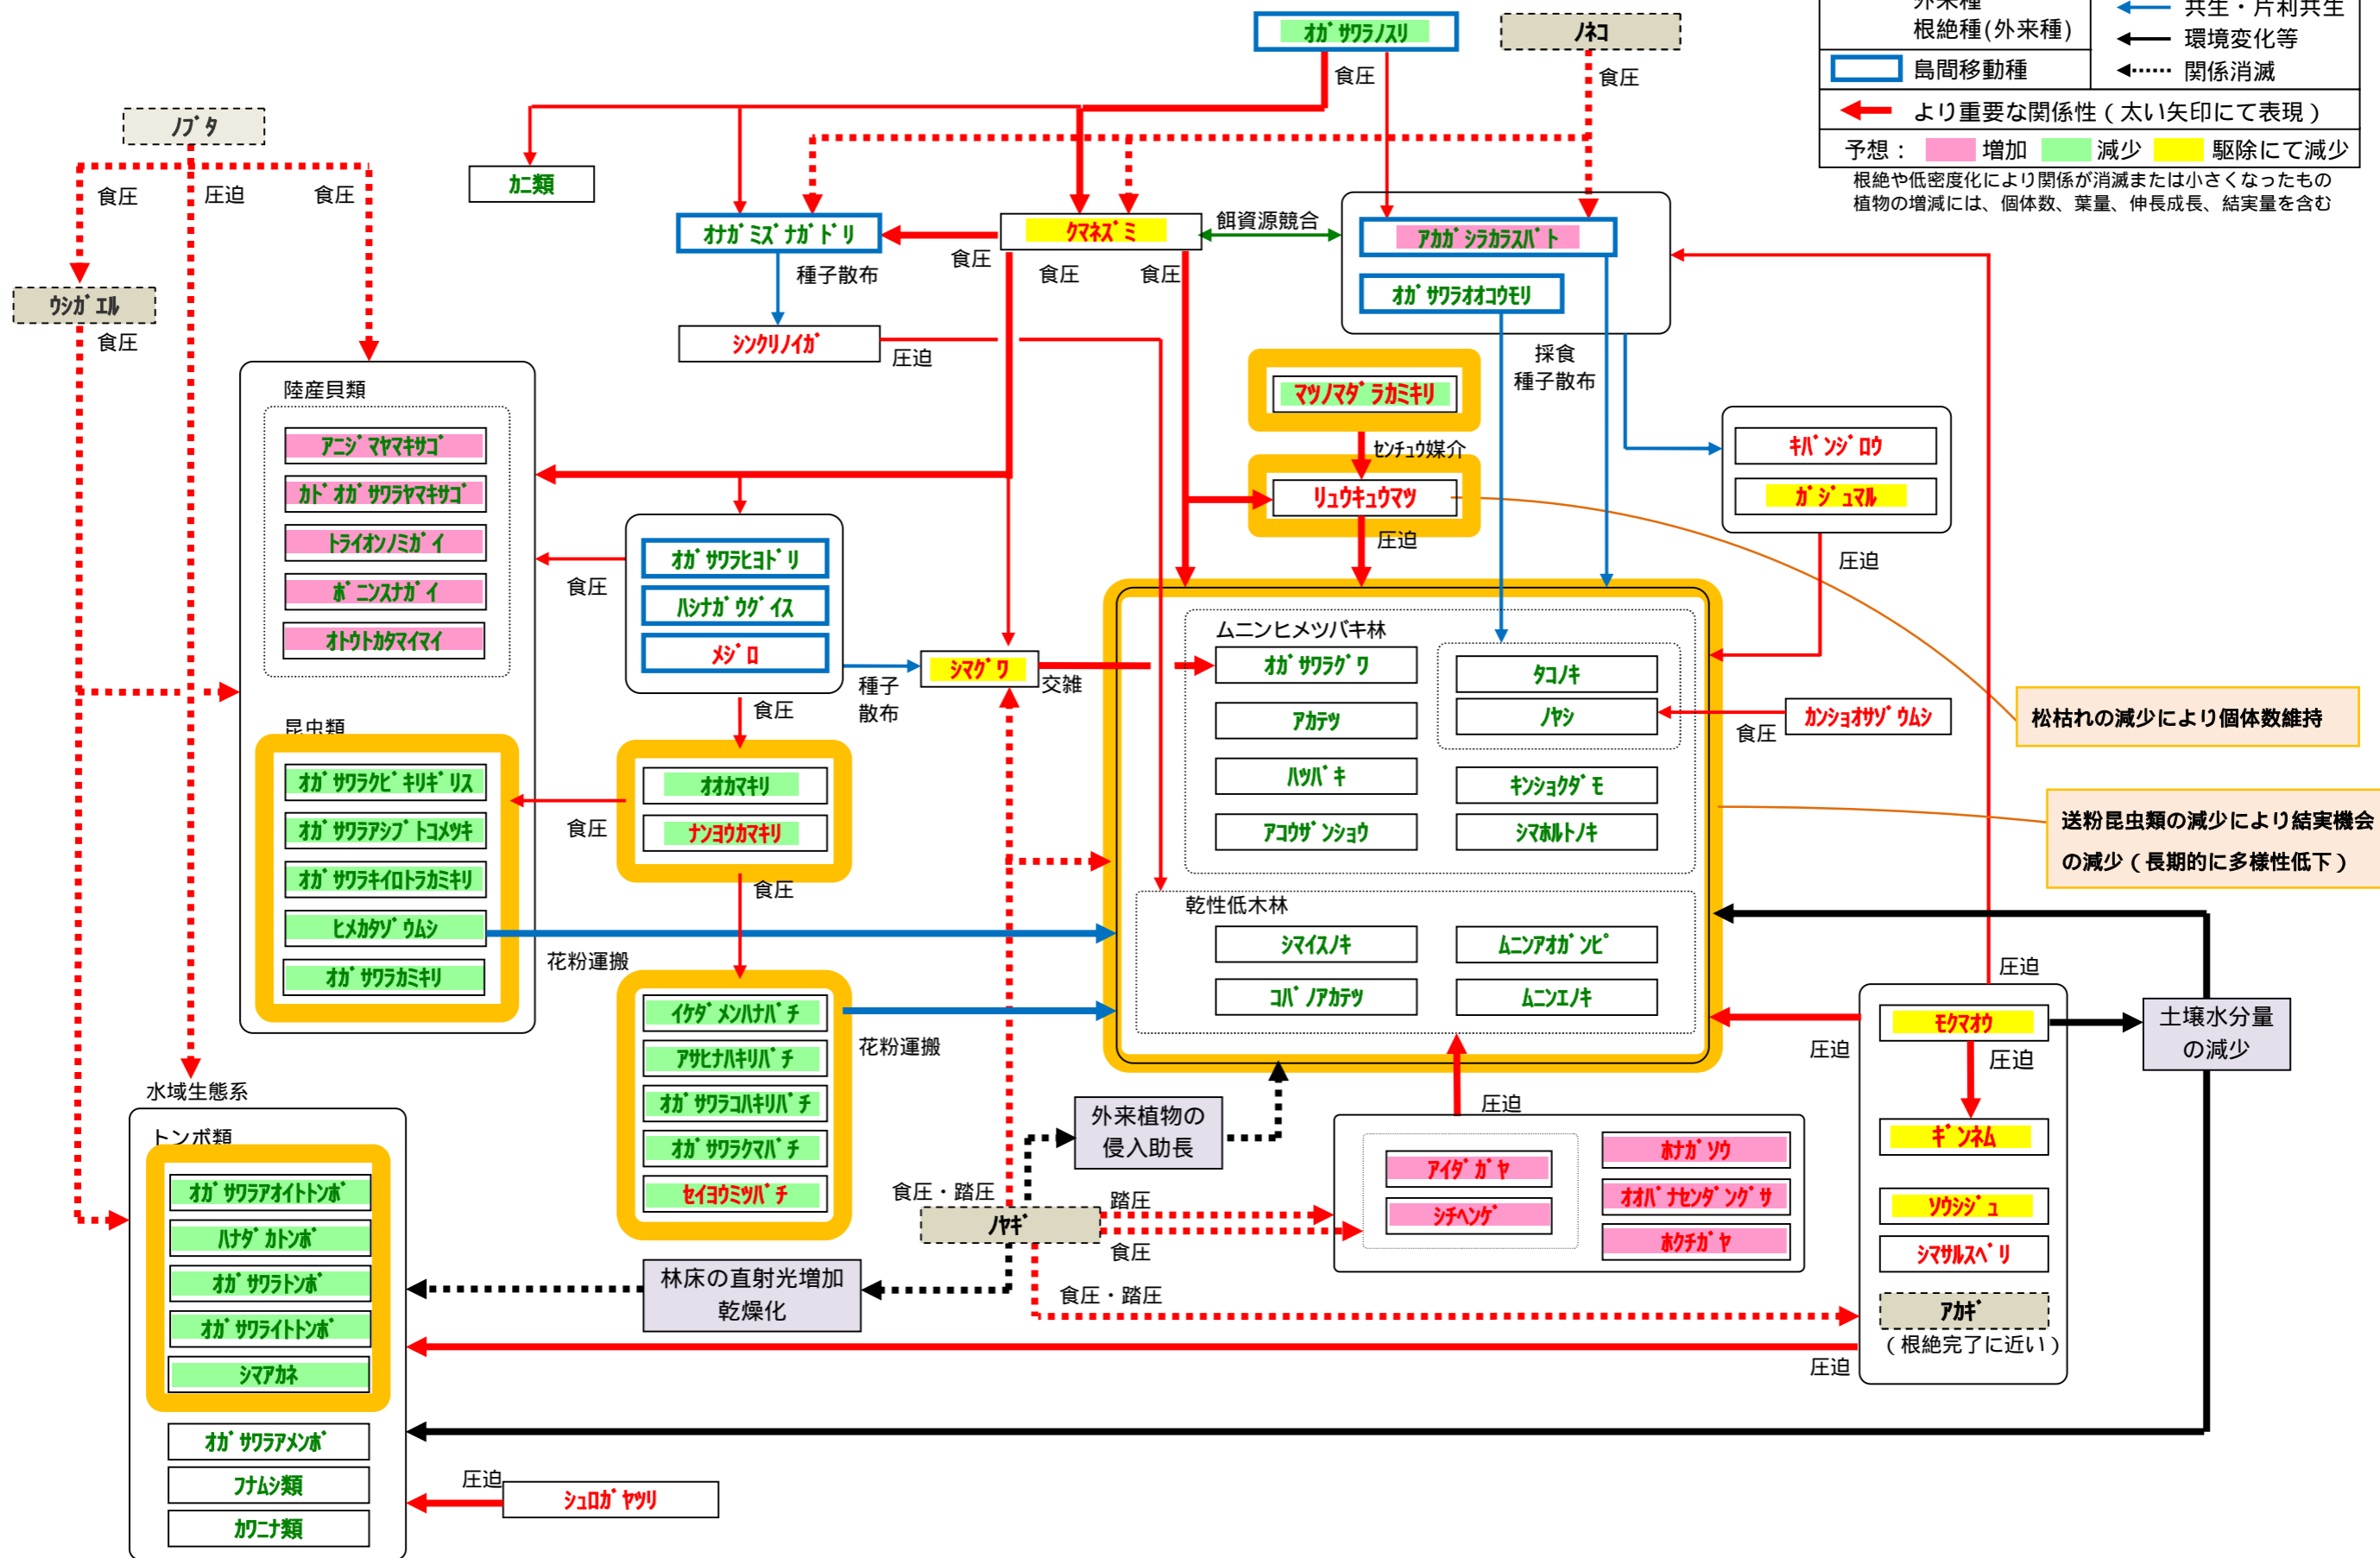 外来種
根絶種(外来種)
島間移動種
共生・片利共生
環境変化等
関係消滅
より重要な関係性(太い矢印にて表現)
予想： 増加 減少 駆除にて減少
根絶や低密度化により関係が消滅または小さくなったもの
植物の増減には、個体数、葉量、伸長成長、結実量を含む
ｵｶﾞｻﾜﾗﾉｽﾘ
ﾉﾈｺ
食圧
食圧
ﾉﾌﾞﾀ
食圧
圧迫
食圧
ｶﾆ類
ｵﾅｶﾞﾐｽﾞﾅｷﾞﾄﾞﾘ
ｸﾏﾈｽﾞﾐ
餌資源競合
ｱｶｶﾞｼﾗｶﾗｽﾊﾞﾄ
ｵｶﾞｻﾜﾗｵｵｺｳﾓﾘ
食圧
食圧
食圧
種子散布
ｳｼｶﾞｴﾙ
食圧
ｼﾝｸﾘﾉｲｶﾞ
圧迫
採食
種子散布
陸産貝類
ｱﾆｼﾞﾏﾔﾏｷｻｺﾞ
ｶﾄﾞｵｶﾞｻﾜﾗﾔﾏｷｻｺﾞ
ﾄﾗｲｵﾝﾉﾐｶﾞｲ
ﾎﾞﾆﾝｽﾅｶﾞｲ
ｵﾄｳﾄｶﾀﾏｲﾏｲ
ﾏﾂﾉﾏﾀﾞﾗｶﾐｷﾘ
ｾﾝﾁｭｳ媒介
ﾘｭｳｷｭｳﾏﾂ
圧迫
ｷﾊﾞﾝｼﾞﾛｳ
ｶﾞｼﾞｭﾏﾙ
圧迫
ｵｶﾞｻﾜﾗﾋﾖﾄﾞﾘ
ﾊｼﾅｶﾞｳｸﾞｲｽ
ﾒｼﾞﾛ
食圧
種子
散布
ｼﾏｸﾞﾜ
交雑
食圧
ムニンヒメツバキ林
ｵｶﾞｻﾜﾗｸﾞﾜ
ｱｶﾃﾂ
ﾊﾂﾊﾞｷ
ｱｺｳｻﾞﾝｼｮｳ
ﾀｺﾉｷ
ﾉﾔｼ
ｷﾝｼｮｸﾀﾞﾓ
ｼﾏﾎﾙﾄﾉｷ
ｶﾝｼｮｵｻｿﾞｳﾑｼ
食圧
松枯れの減少により個体数維持
送粉昆虫類の減少により結実機会
の減少(長期的に多様性低下)
昆虫類
ｵｶﾞｻﾜﾗｸﾋﾞｷﾘｷﾞﾘｽ
ｵｶﾞｻﾜﾗｱｼﾌﾞﾄｺﾒﾂｷ
ｵｶﾞｻﾜﾗｷｲﾛﾄﾗｶﾐｷﾘ
ﾋﾒｶﾀｿﾞｳﾑｼ
ｵｶﾞｻﾜﾗｶﾐｷﾘ
ｵｵｶﾏｷﾘ
ﾅﾝﾖｳｶﾏｷﾘ
食圧
食圧
花粉運搬
乾性低木林
ｼﾏｲｽﾉｷ
ｺﾊﾞﾉｱｶﾃﾂ
ﾑﾆﾝｱｵｶﾞﾝﾋﾟ
ﾑﾆﾝｴﾉｷ
ｲｹﾀﾞﾒﾝﾊﾅﾊﾞﾁ
ｱｻﾋﾅﾊｷﾘﾊﾞﾁ
ｵｶﾞｻﾜﾗｺﾊｷﾘﾊﾞﾁ
ｵｶﾞｻﾜﾗｸﾏﾊﾞﾁ
ｾｲﾖｳﾐﾂﾊﾞﾁ
花粉運搬
圧迫
圧迫
ﾓｸﾏｵｳ
圧迫
ｷﾞﾝﾈﾑ
ｿｳｼｼﾞｭ
ｼﾏｻﾙｽﾍﾞﾘ
ｱｶｷﾞ
(根絶完了に近い)
土壌水分量
の減少
水域生態系
トンボ類
ｵｶﾞｻﾜﾗｱｵｲﾄﾄﾝﾎﾞ
ﾊﾅﾀﾞｶﾄﾝﾎﾞ
ｵｶﾞｻﾜﾗﾄﾝﾎﾞ
ｵｶﾞｻﾜﾗｲﾄﾄﾝﾎﾞ
ｼﾏｱｶﾈ
ｵｶﾞｻﾜﾗｱﾒﾝﾎﾞ
ﾌﾅﾑｼ類
ｶﾜﾆﾅ類
外来植物の
侵入助長
圧迫
ｱｲﾀﾞｶﾞﾔ
ｼﾁﾍﾝｹﾞ
ﾎﾅｶﾞｿｳ
ｵｵﾊﾞﾅｾﾝﾀﾞﾝｸﾞｻ
ﾎｸﾁｶﾞﾔ
食圧・踏圧
ﾉﾔｷﾞ
踏圧
食圧
食圧・踏圧
林床の直射光増加
乾燥化
圧迫
圧迫
ｼｭﾛｶﾞﾔﾂﾘ